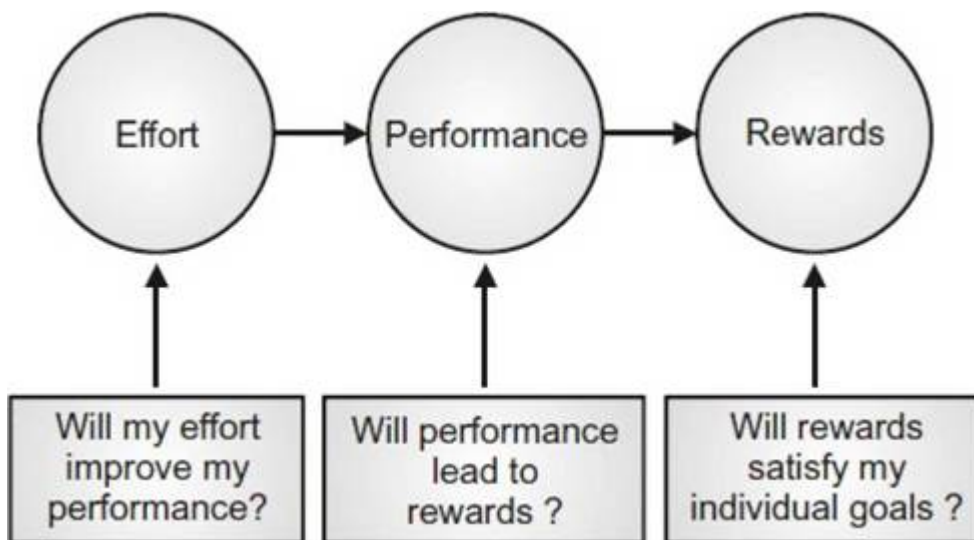 Effort
Performance
Rewards
Will my effort
improve my
performance?
Will performance
lead to
rewards ?
Will rewards
satisfy my
individual goals ?